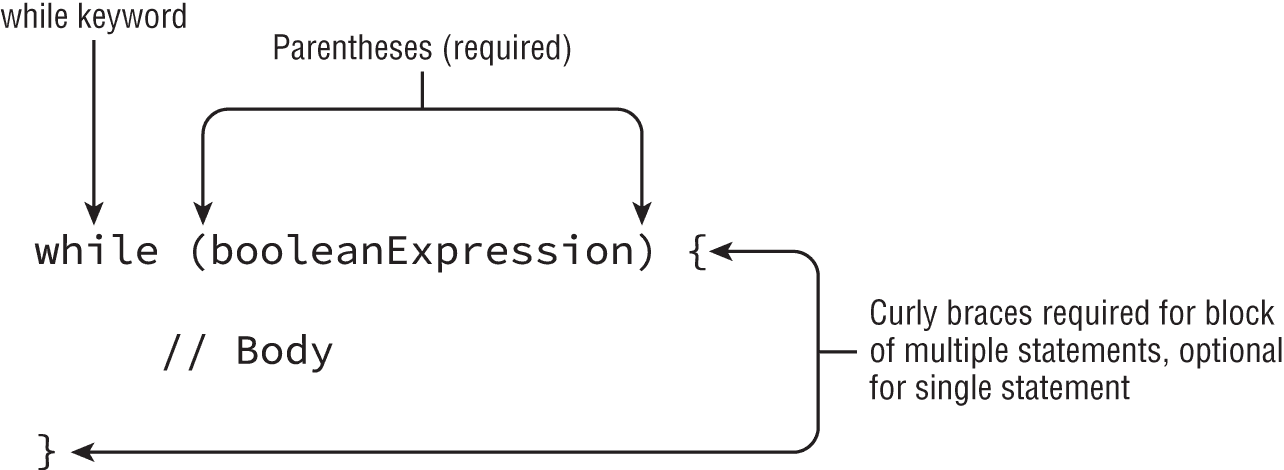 while keyword
Parentheses (required)
while (booleanExpression) {
// Body
Curly braces required for block
of multiple statements, optional
for single statement
}